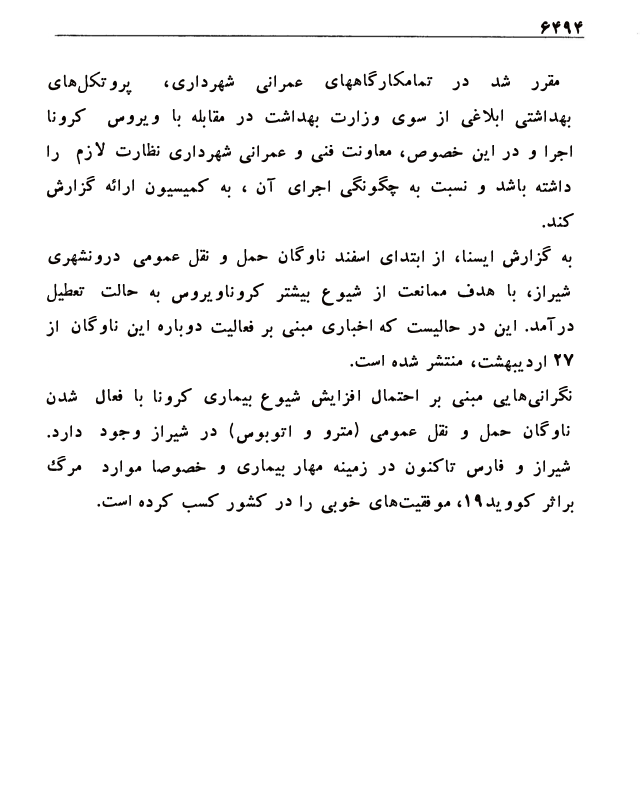 ۶۴۹۴
مقرر شد در تمامکارگاههای عمرانی شهرداری، پروتکل‌های
بهداشتی ابلاغی از سوی وزارت بهداشت در مقابله با ویروس کرونا
اجرا و در این خصوص، معاونت فنی و عمرانی شهرداری نظارت لازم را
داشته باشد و نسبت به چگونگی اجرای آن ، به کمیسیون ارائه گزارش
کند.
به گزارش ایسنا، از ابتدای اسفند ناوگان حمل و نقل عمومی درونشهری
شیراز، با هدف ممانعت از شیوع بیشتر کروناویروس به حالت تعطیل
درآمد. این در حالیست که اخباری مبنی بر فعالیت دوباره این ناوگان از
۲۷ اردیبهشت، منتشر شده است.
نگرانی‌هایی مبنی بر احتمال افزایش شیوع بیماری کرونا با فعال شدن
ناوگان حمل و نقل عمومی (مترو و اتوبوس) در شیراز وجود دارد.
شیراز و فارس تاکنون در زمینه مهار بیماری و خصوصا موارد مرگ
براثر کووید۱۹، موفقیت‌های خوبی را در کشور کسب کرده است.